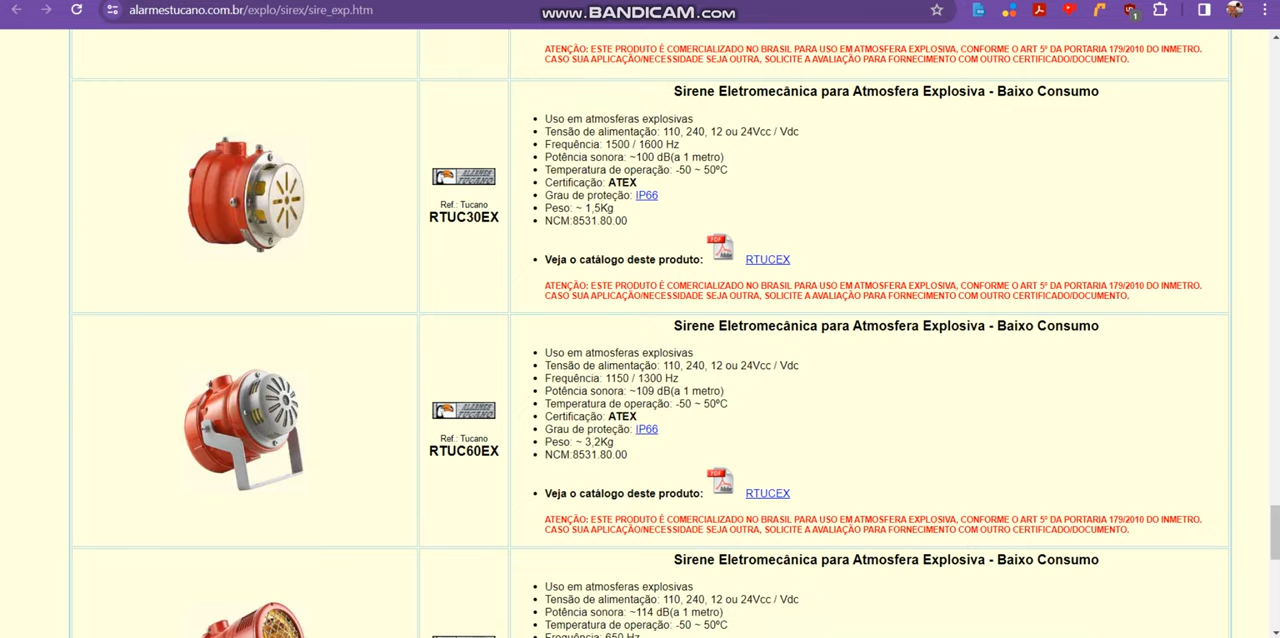 alarmestucano.com.br/explo/sirex/sire_exp.htm
www.BANDICAM.com
1
ATENÇÃO: ESTE PRODUTO É COMERCIALIZADO NO BRASIL PARA USO EM ATMOSFERA EXPLOSIVA, CONFORME O ART 5º DA PORTARIA 179/2010 DO INMETRO.
CASO SUA APLICAÇÃO/NECESSIDADE SEJA OUTRA, SOLICITE A AVALIAÇÃO PARA FORNECIMENTO COM OUTRO CERTIFICADO/DOCUMENTO.
ALARMES
TUCANO
Ref.: Tucano
RTUC30EX
Sirene Eletromecânica para Atmosfera Explosiva - Baixo Consumo
Uso em atmosferas explosivas
Tensão de alimentação: 110, 240, 12 ou 24Vcc / Vdc
Frequência: 1500 / 1600 Hz
Potência sonora: ~100 dB(a 1 metro)
Temperatura de operação: -50 ~ 50ºC
Certificação: ATEX
Grau de proteção: IP66
Peso: ~ 1,5Kg
NCM:8531.80.00
Veja o catálogo deste produto: PDF Adobe RTUCEX
ATENÇÃO: ESTE PRODUTO É COMERCIALIZADO NO BRASIL PARA USO EM ATMOSFERA EXPLOSIVA, CONFORME O ART 5º DA PORTARIA 179/2010 DO INMETRO.
CASO SUA APLICAÇÃO/NECESSIDADE SEJA OUTRA, SOLICITE A AVALIAÇÃO PARA FORNECIMENTO COM OUTRO CERTIFICADO/DOCUMENTO.
ALARMES
TUCANO
Ref.: Tucano
RTUC60EX
Sirene Eletromecânica para Atmosfera Explosiva - Baixo Consumo
Uso em atmosferas explosivas
Tensão de alimentação: 110, 240, 12 ou 24Vcc / Vdc
Frequência: 1150 / 1300 Hz
Potência sonora: ~109 dB(a 1 metro)
Temperatura de operação: -50 ~ 50ºC
Certificação: ATEX
Grau de proteção: IP66
Peso: ~ 3,2Kg
NCM:8531.80.00
Veja o catálogo deste produto: PDF Adobe RTUCEX
ATENÇÃO: ESTE PRODUTO É COMERCIALIZADO NO BRASIL PARA USO EM ATMOSFERA EXPLOSIVA, CONFORME O ART 5º DA PORTARIA 179/2010 DO INMETRO.
CASO SUA APLICAÇÃO/NECESSIDADE SEJA OUTRA, SOLICITE A AVALIAÇÃO PARA FORNECIMENTO COM OUTRO CERTIFICADO/DOCUMENTO.
Sirene Eletromecânica para Atmosfera Explosiva - Baixo Consumo
Uso em atmosferas explosivas
Tensão de alimentação: 110, 240, 12 ou 24Vcc / Vdc
Potência sonora: ~114 dB(a 1 metro)
Temperatura de operação: -50 ~ 50ºC
Frequência: 650 Hz